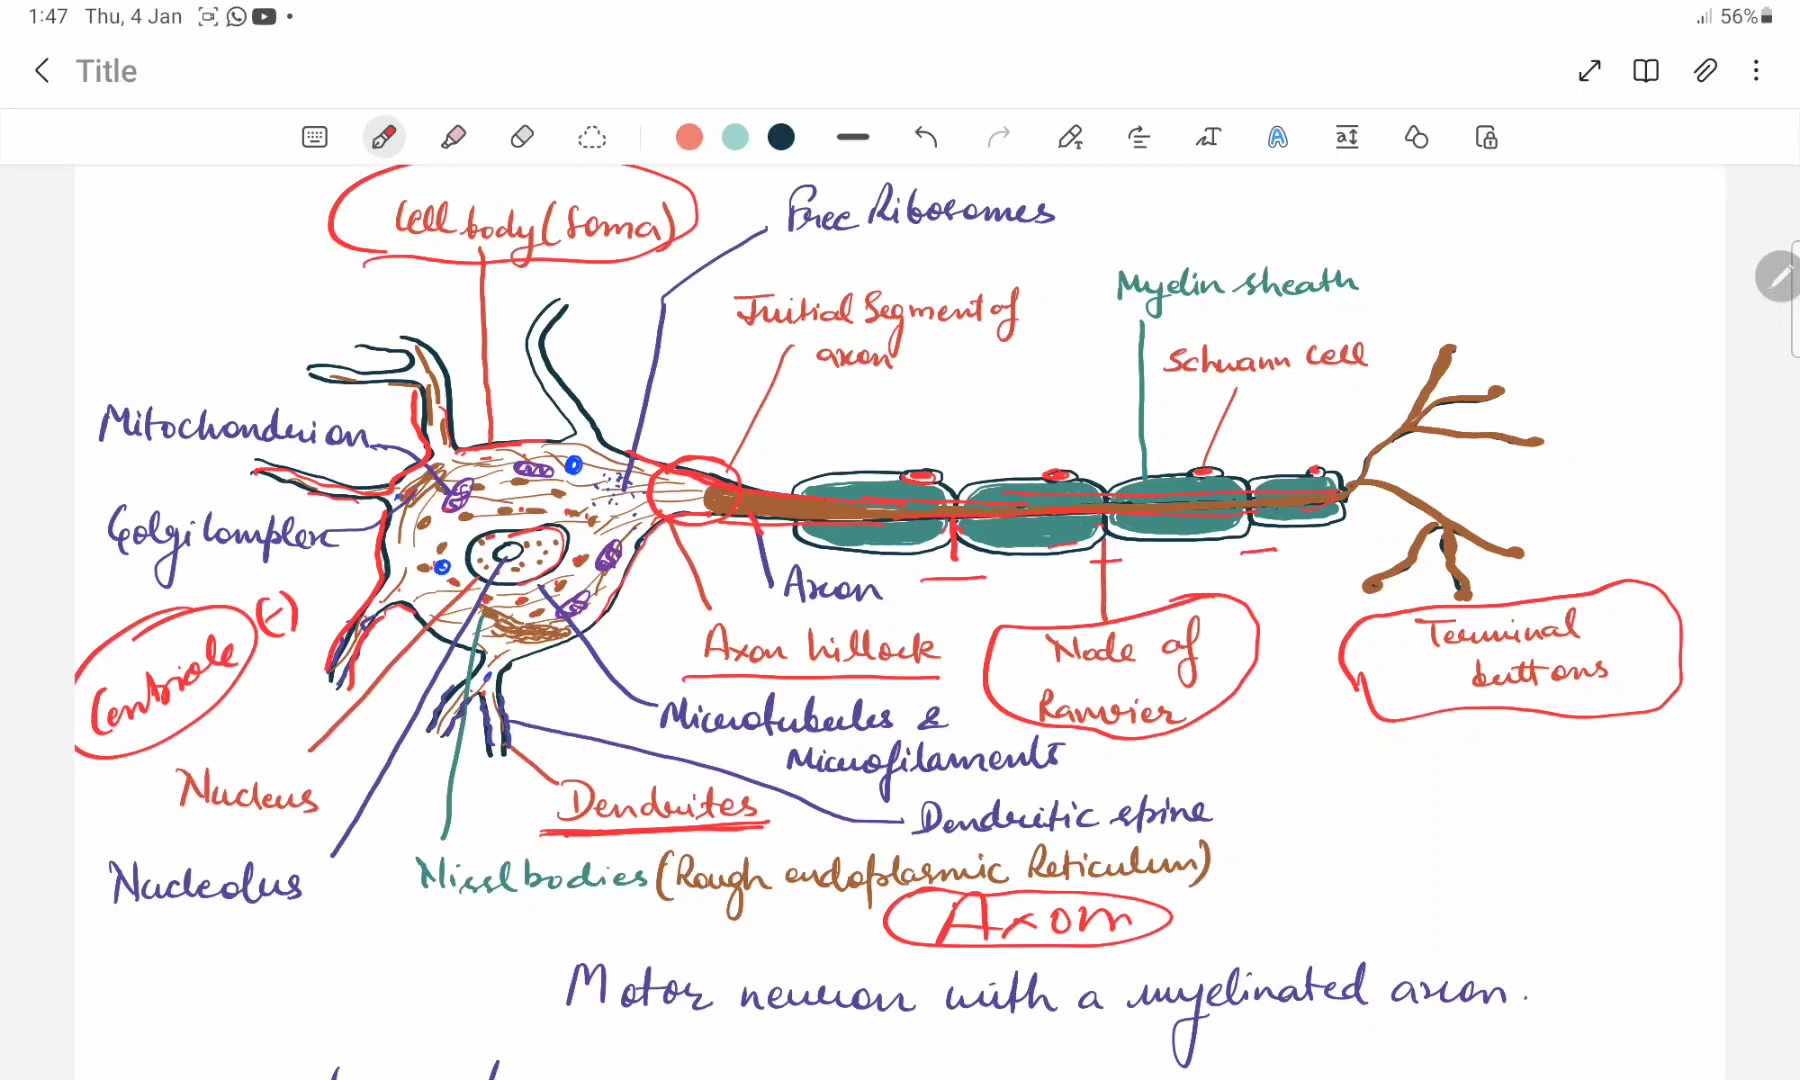 1:47 Thu, 4 Jan
56%
Title
Cell body (Soma)
Free Ribosomes
Initial Segment of
axon
Myelin sheath
Schwann cell
Mitochondrion
Golgi Complex
Centriole (-)
Axon
Axon hillock
Node of
Ranvier
Terminal
buttons
Microtubules &
Microfilaments
Nucleus
Dendrites
Dendritic spine
Nucleolus
Nissl bodies (Rough endoplasmic Reticulum)
Axom
Motor neuron with a myelinated axon.